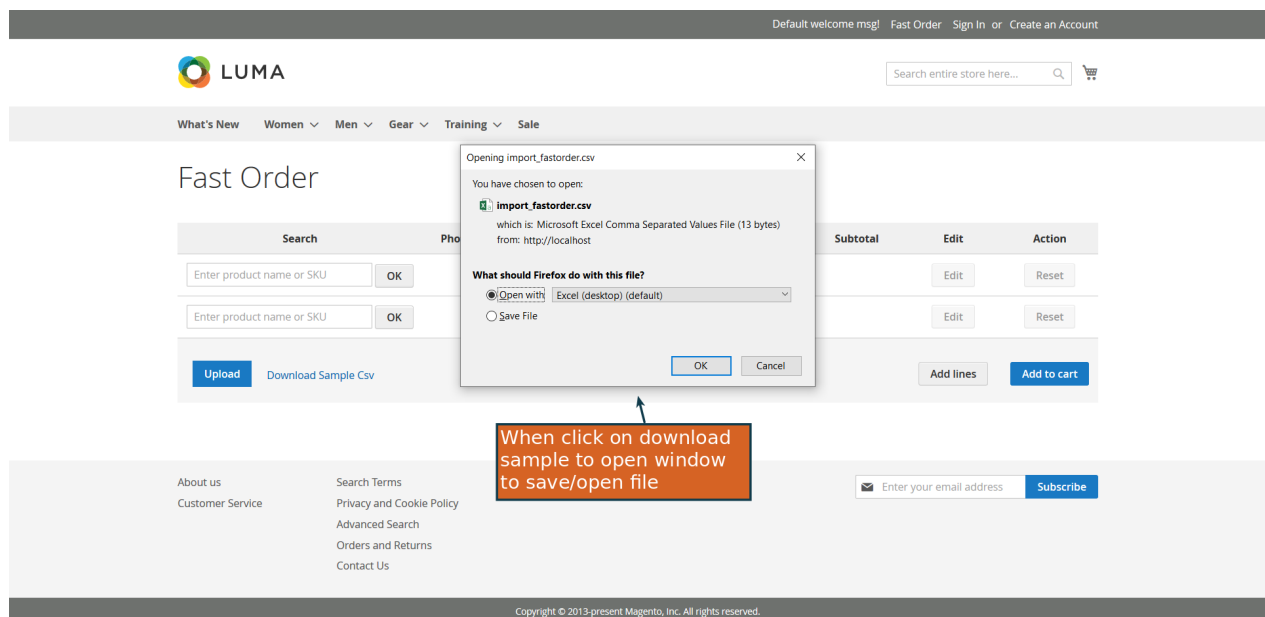 Default welcome msg! Fast Order Sign In or Create an Account
LUMA
Search entire store here...
What's New Women Men Gear Training Sale
Fast Order
Opening import_fastorder.csv
You have chosen to open:
import_fastorder.csv
which is: Microsoft Excel Comma Separated Values File (13 bytes)
from: http://localhost
What should Firefox do with this file?
Open with Excel (desktop) (default)
Save File
OK Cancel
Search Pho Subtotal Edit Action
Enter product name or SKU OK Edit Reset
Enter product name or SKU OK Edit Reset
Upload Download Sample Csv Add lines Add to cart
When click on download
sample to open window
to save/open file
About us
Customer Service
Search Terms
Privacy and Cookie Policy
Advanced Search
Orders and Returns
Contact Us
Enter your email address Subscribe
Copyright © 2013-present Magento, Inc. All rights reserved.